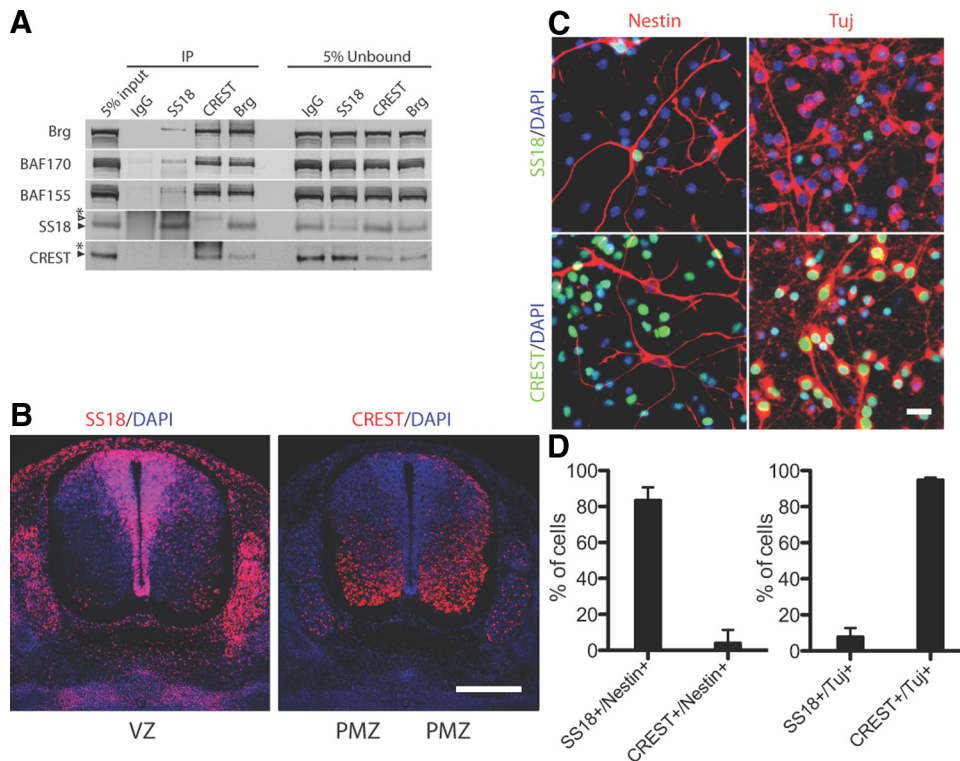 A
IP
5% Unbound
5% input
IgG
SS18
CREST
Brg
IgG
SS18
CREST
Brg
Brg
BAF170
BAF155
*
SS18
*
CREST
B
SS18/DAPI
CREST/DAPI
VZ
PMZ PMZ
C
Nestin
Tuj
SS18/DAPI
CREST/DAPI
D
% of cells
100
80
60
40
20
0
SS18+/Nestin+
CREST+/Nestin+
% of cells
100
80
60
40
20
0
SS18+/Tuj+
CREST+/Tuj+